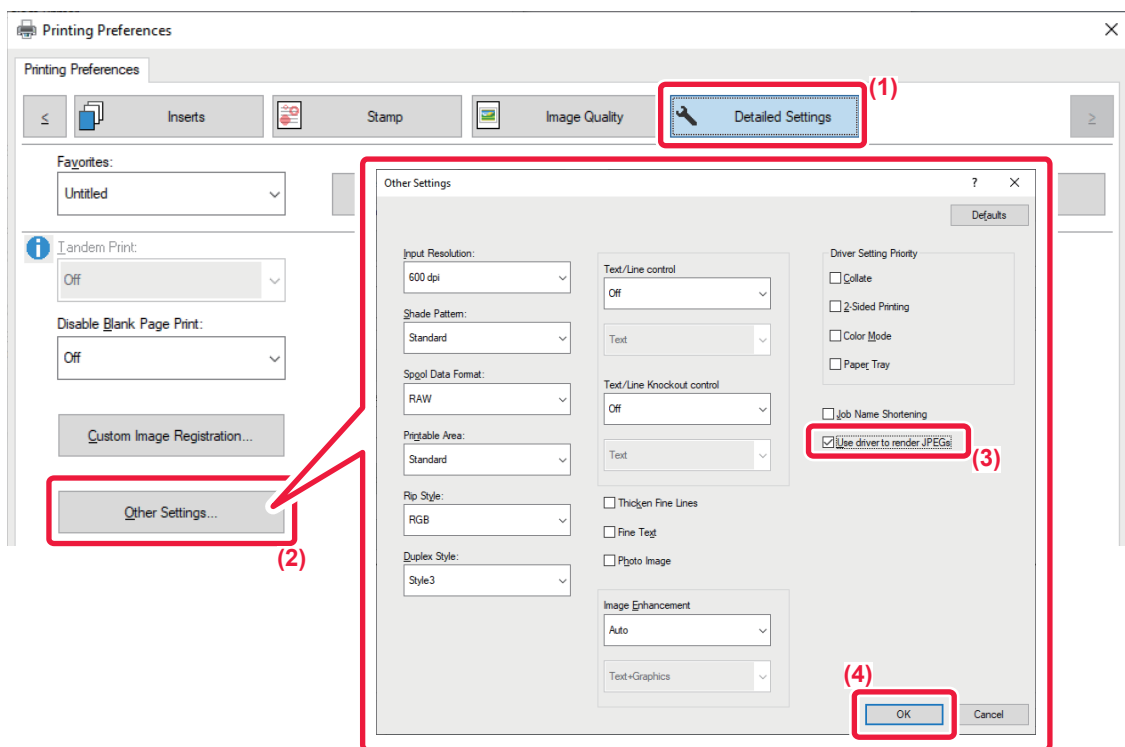 Printing Preferences
Printing Preferences
(1)
<
Inserts
Stamp
Image Quality
Detailed Settings
>
Favorites:
Untitled
Tandem Print:
Off
Disable Blank Page Print:
Off
Custom Image Registration...
Other Settings...
(2)
Other Settings
?
Defaults
Input Resolution:
600 dpi
Shade Pattern:
Standard
Spool Data Format:
RAW
Printable Area:
Standard
Rip Style:
RGB
Duplex Style:
Style3
Text/Line control
Off
Text
Text/Line Knockout control
Off
Text
Thicken Fine Lines
Fine Text
Photo Image
Image Enhancement
Auto
Text+Graphics
Driver Setting Priority
Collate
2-Sided Printing
Color Mode
Paper Tray
Job Name Shortening
Use driver to render JPEGs
(3)
(4)
OK
Cancel